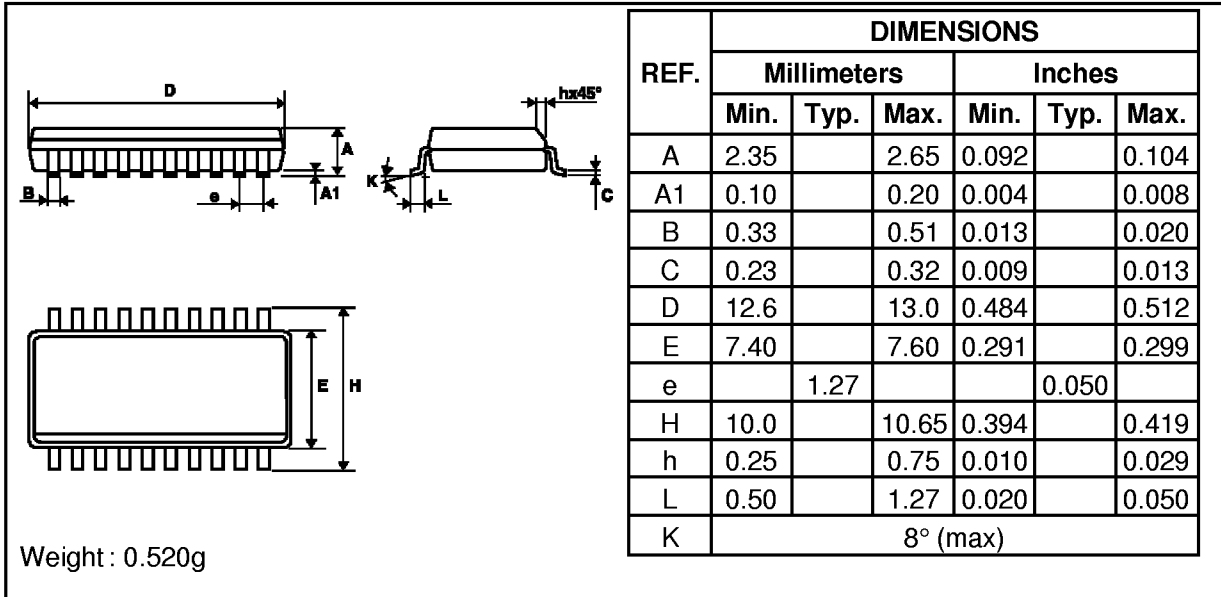 D
hx45°
A
K
B
e
A1
L
C
E
H
Weight : 0.520g
REF. DIMENSIONS
Millimeters Inches
Min. Typ. Max. Min. Typ. Max.
A 2.35 2.65 0.092 0.104
A1 0.10 0.20 0.004 0.008
B 0.33 0.51 0.013 0.020
C 0.23 0.32 0.009 0.013
D 12.6 13.0 0.484 0.512
E 7.40 7.60 0.291 0.299
e 1.27 0.050
H 10.0 10.65 0.394 0.419
h 0.25 0.75 0.010 0.029
L 0.50 1.27 0.020 0.050
K 8° (max)